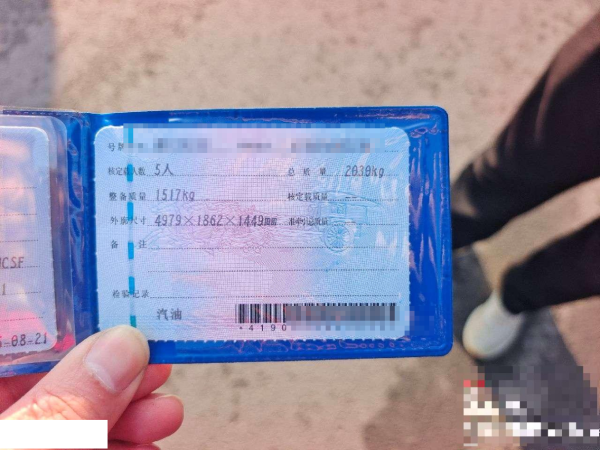 号牌
核定载人数 5人 总质量 2030kg
整备质量 1517kg 核定载质量 --
外廓尺寸 4979×1862×1449mm 准牵引总质量 --
备注
CSF
1
检验记录
汽油
*4190
-08-21